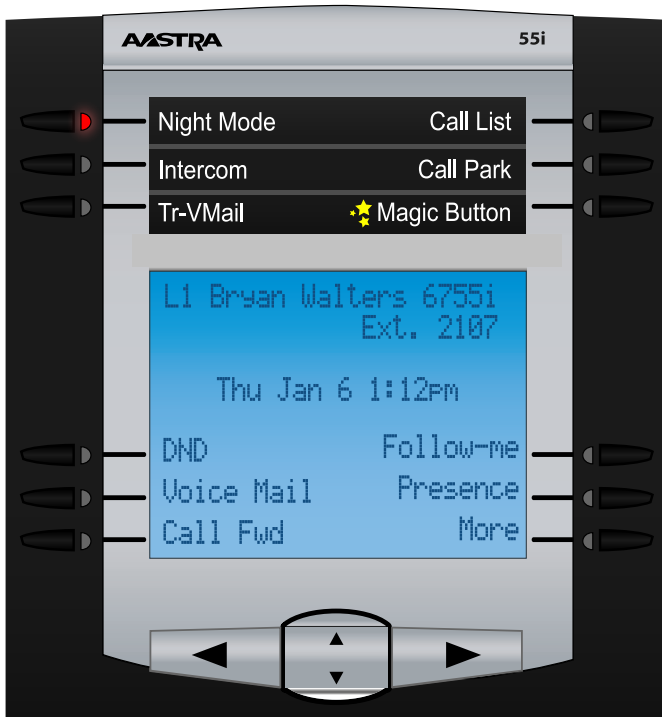 AASTRA 55i
Night Mode Call List
Intercom Call Park
Tr-VMail Magic Button
L1 Bryan Walters 6755i
Ext. 2107
Thu Jan 6 1:12pm
DND Follow-me
Voice Mail Presence
Call Fwd More